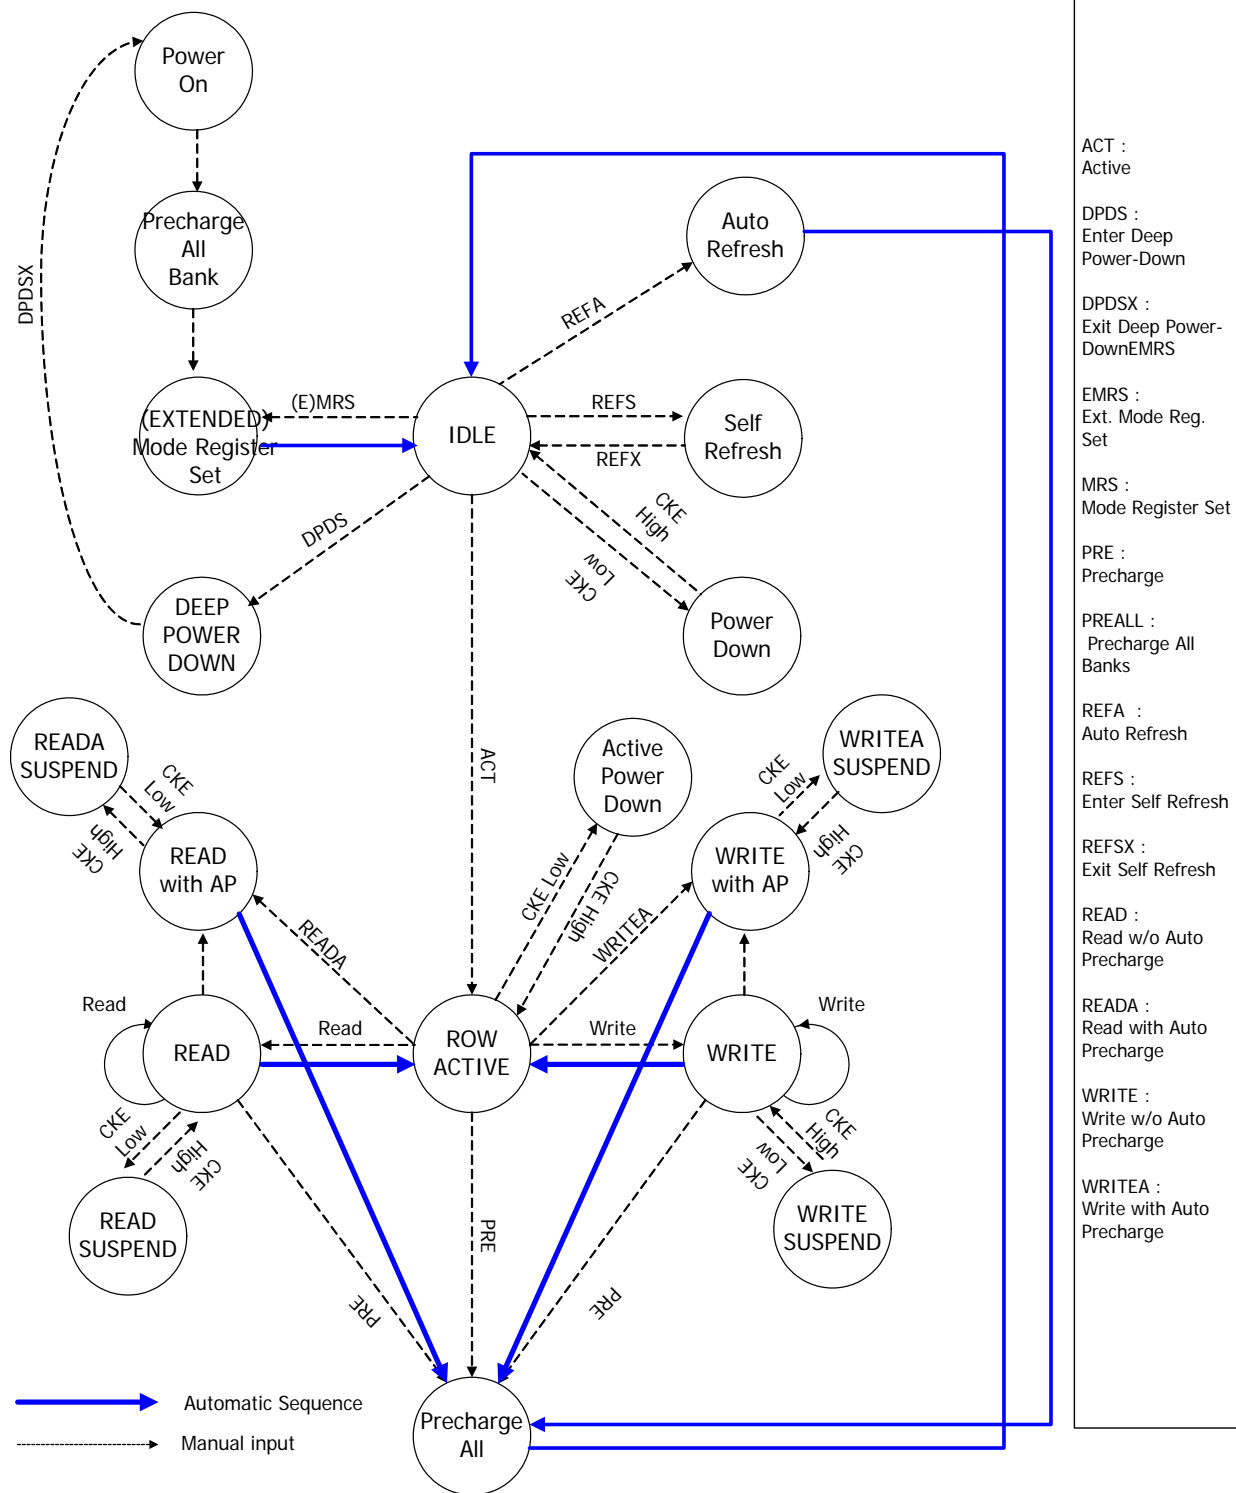 Power
On
Precharge
All
Bank
DPDSX
Auto
Refresh
REFA
(EXTENDED)
Mode Register
Set
(E)MRS
IDLE
REFS
REFX
Self
Refresh
CKE
High
CKE
Low
DPDS
DEEP
POWER
DOWN
Power
Down
ACT
READA
SUSPEND
CKE
Low
CKE
High
READ
with AP
Active
Power
Down
CKE Low
CKE High
WRITEA
SUSPEND
CKE
Low
CKE
High
WRITE
with AP
READA
WRITEA
Read
READ
Read
ROW
ACTIVE
Write
WRITE
Write
CKE
Low
CKE
High
READ
SUSPEND
CKE
High
CKE
Low
WRITE
SUSPEND
PRE
PRE
PRE
Precharge
All
Automatic Sequence
Manual input
ACT :
Active
DPDS :
Enter Deep
Power-Down
DPDSX :
Exit Deep Power-
DownEMRS
EMRS :
Ext. Mode Reg.
Set
MRS :
Mode Register Set
PRE :
Precharge
PREALL :
Precharge All
Banks
REFA :
Auto Refresh
REFS :
Enter Self Refresh
REFSX :
Exit Self Refresh
READ :
Read w/o Auto
Precharge
READA :
Read with Auto
Precharge
WRITE :
Write w/o Auto
Precharge
WRITEA :
Write with Auto
Precharge